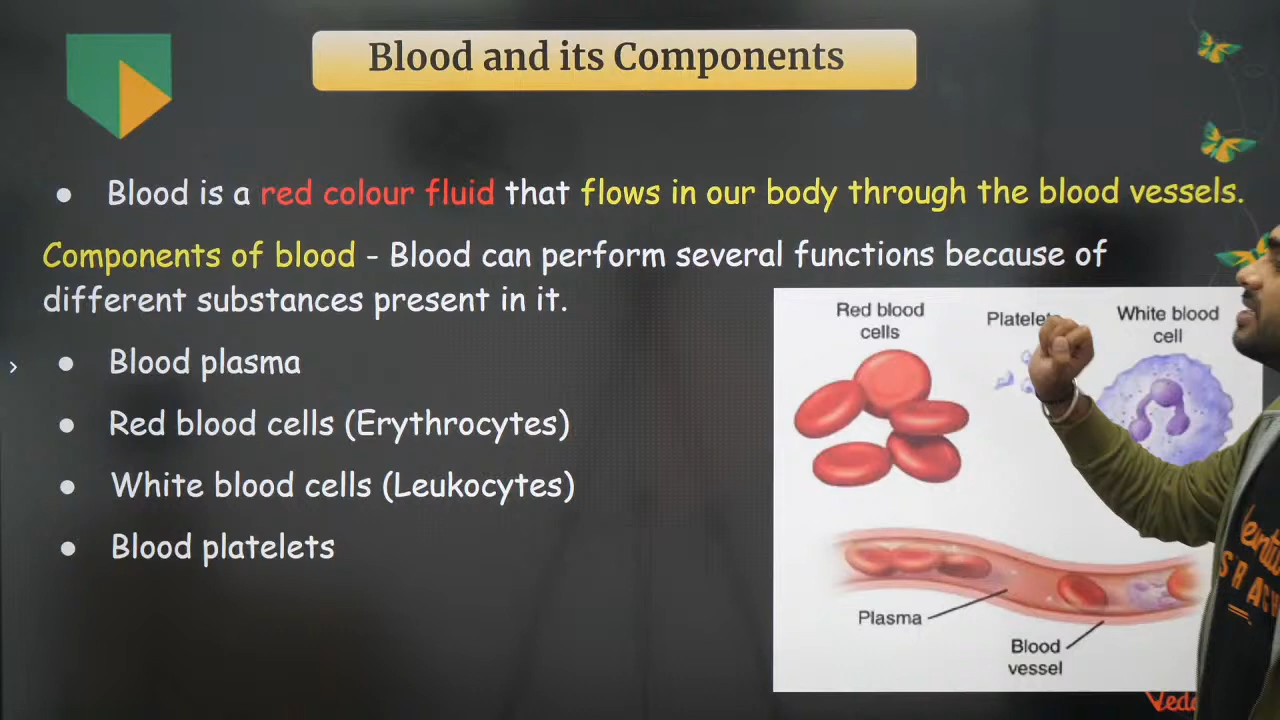 Blood and its Components
● Blood is a red colour fluid that flows in our body through the blood vessels.
Components of blood - Blood can perform several functions because of
different substances present in it.
● Blood plasma
● Red blood cells (Erythrocytes)
● White blood cells (Leukocytes)
● Blood platelets
Red blood
cells
White blood
cell
Plasma
Blood
vessel